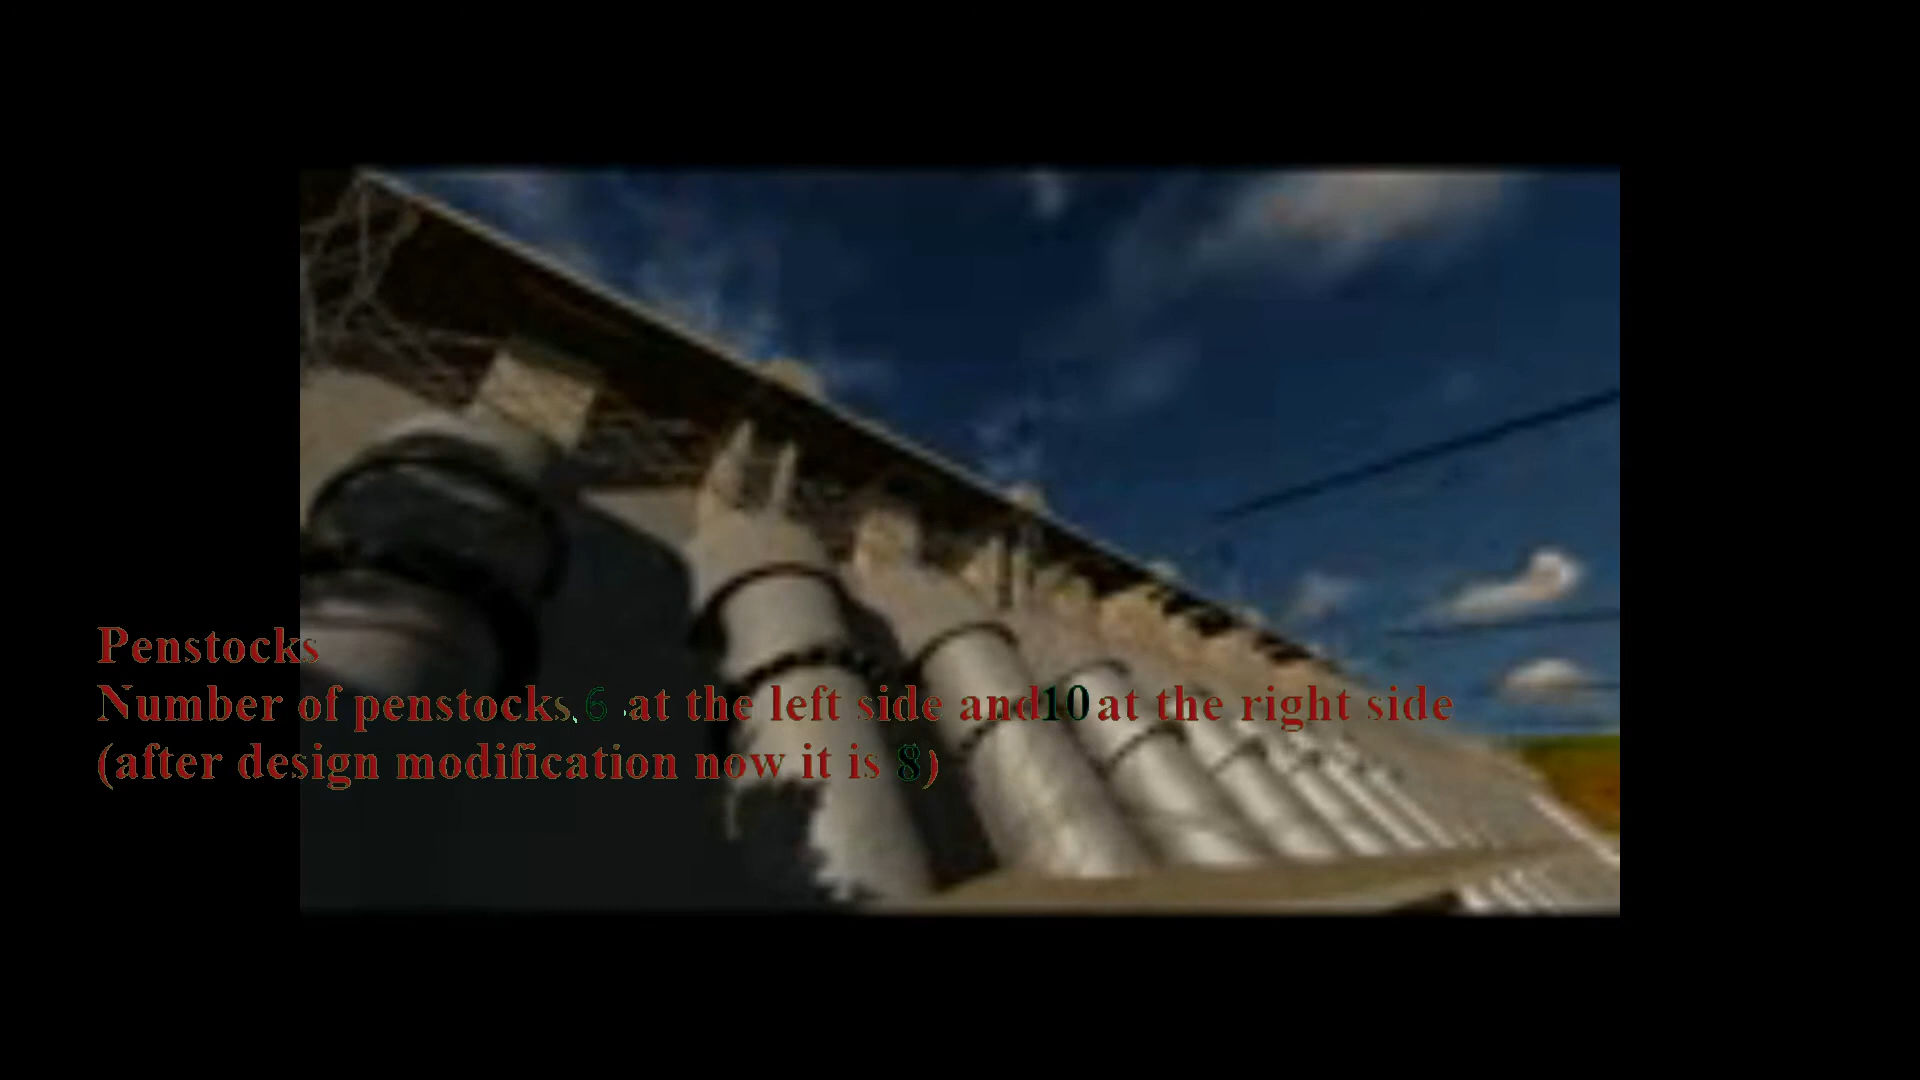 Penstocks
Number of penstocks, 6 at the left side and 10 at the right side
(after design modification now it is 8)